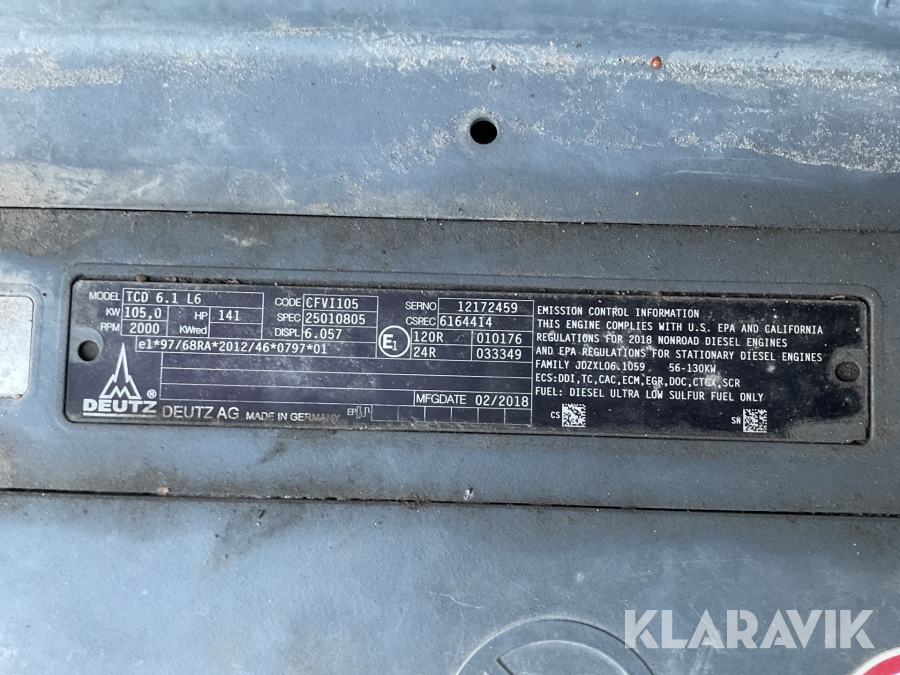 MODEL TCD 6.1 L6 CODE CFVI105 SERNO 12172459
KW 105,0 HP 141 SPEC 25010805 CSREC 6164414
RPM 2000 KWred DISPL 6.057 E1 120R 010176
24R 033349
e1*97/68RA*2012/46*0797*01
MFGDATE 02/2018
DEUTZ ® DEUTZ AG MADE IN GERMANY EP
EMISSION CONTROL INFORMATION
THIS ENGINE COMPLIES WITH U.S. EPA AND CALIFORNIA
REGULATIONS FOR 2018 NONROAD DIESEL ENGINES
AND EPA REGULATIONS FOR STATIONARY DIESEL ENGINES
FAMILY JDZXL06.1059 56-130KW
ECS:DDI,TC,CAC,ECM,EGR,DOC,CTOX,SCR
FUEL: DIESEL ULTRA LOW SULFUR FUEL ONLY
CS SN
KLARAVIK